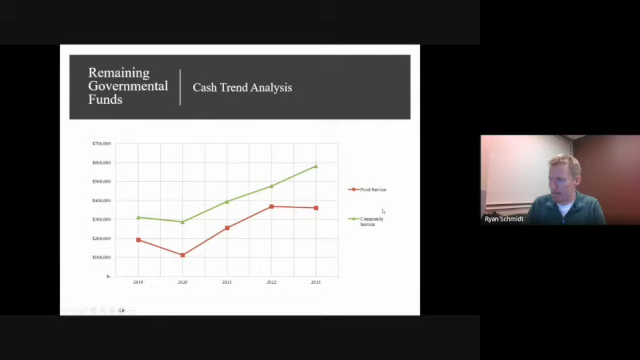 Remaining
Governmental
Funds
Cash Trend Analysis
$700,000
$600,000
$500,000
$400,000
$300,000
$200,000
$100,000
$-
2019
2020
2021
2022
2023
Food Service
Community
Service
Ryan Schmidt